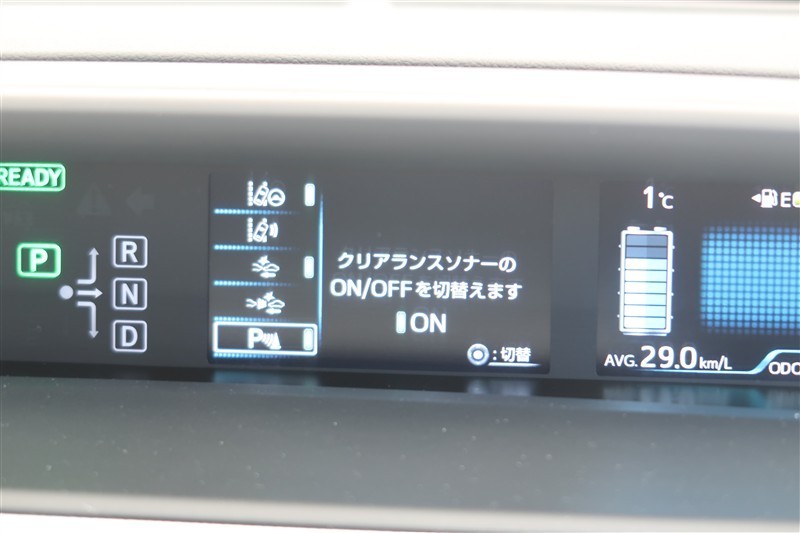 READY
P
R
N
D
P
クリアランスソナーの
ON/OFFを切替えます
ON
:切替
1℃
E
AVG. 29.0 km/L
ODO